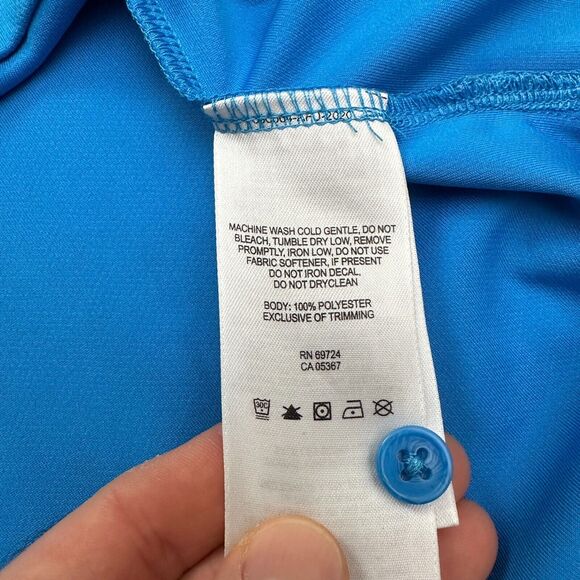 2020
MACHINE WASH COLD GENTLE, DO NOT
BLEACH, TUMBLE DRY LOW, REMOVE
PROMPTLY, IRON LOW, DO NOT USE
FABRIC SOFTENER, IF PRESENT
DO NOT IRON DECAL.
DO NOT DRYCLEAN
BODY: 100% POLYESTER
EXCLUSIVE OF TRIMMING
RN 69724
CA 05367
30C